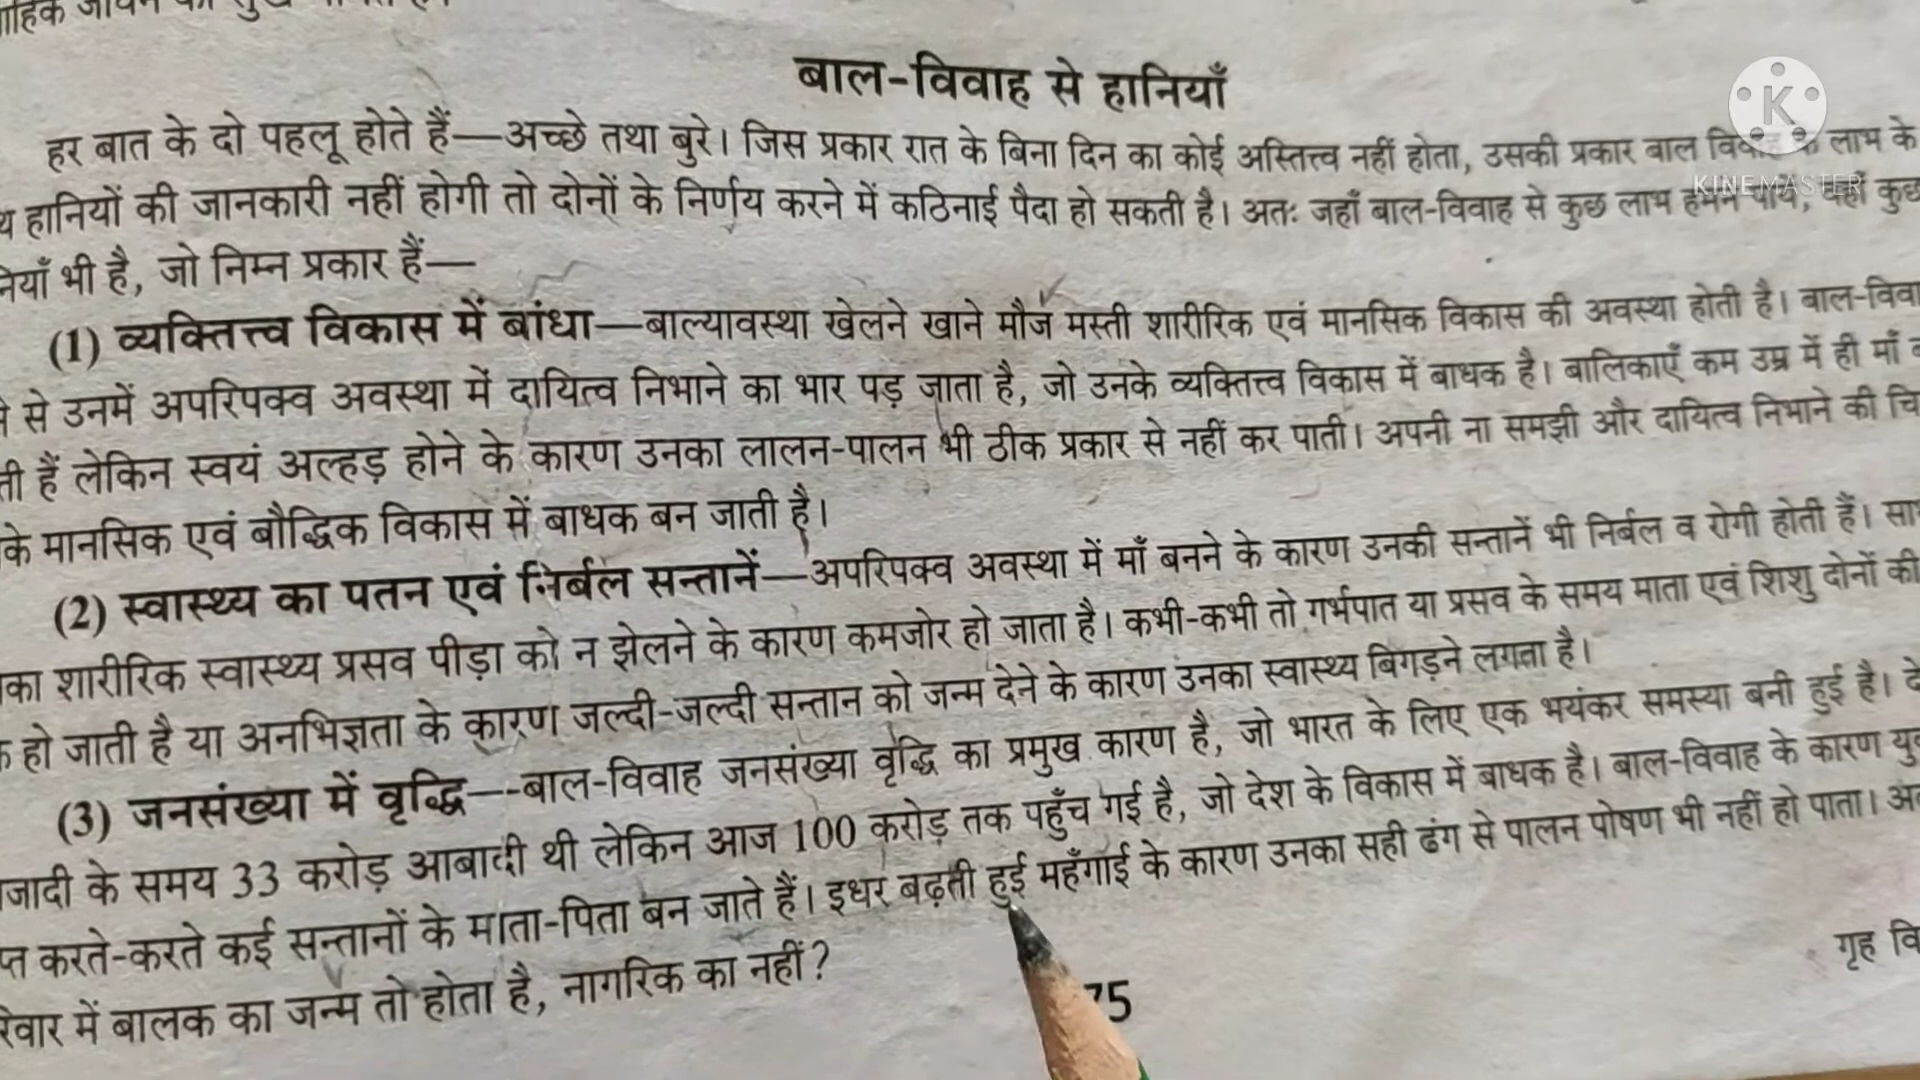 बाल-विवाह से हानियाँ
हर बात के दो पहलू होते हैं—अच्छे तथा बुरे। जिस प्रकार रात के बिना दिन का कोई अस्तित्त्व नहीं होता, उसकी प्रकार बाल के लाभ के
हानियों की जानकारी नहीं होगी तो दोनों के निर्णय करने में कठिनाई पैदा हो सकती है। अतः जहाँ बाल-विवाह से कुछ लाभ हमने पाये, वहाँ कुछ
भी है, जो निम्न प्रकार हैं—
(1) व्यक्तित्त्व विकास में बांधा—बाल्यावस्था खेलने खाने मौज मस्ती शारीरिक एवं मानसिक विकास की अवस्था होती है।
से उनमें अपरिपक्व अवस्था में दायित्व निभाने का भार पड़ जाता है, जो उनके व्यक्तित्त्व विकास में बाधक है। बालिकाएँ कम उम्र में ही माँ
हैं लेकिन स्वयं अल्हड़ होने के कारण उनका लालन-पालन भी ठीक प्रकार से नहीं कर पाती। अपनी ना समझी और दायित्व निभाने की
के मानसिक एवं बौद्धिक विकास में बाधक बन जाती है।
(2) स्वास्थ्य का पतन एवं निर्बल सन्तानें—अपरिपक्व अवस्था में माँ बनने के कारण उनकी सन्तानें भी निर्बल व रोगी होती हैं।
शारीरिक स्वास्थ्य प्रसव पीड़ा को न झेलने के कारण कमजोर हो जाता है। कभी-कभी तो गर्भपात या प्रसव के समय माता एवं शिशु दोनों की
हो जाती है या अनभिज्ञता के कारण जल्दी-जल्दी सन्तान को जन्म देने के कारण उनका स्वास्थ्य बिगड़ने लगता है।
(3) जनसंख्या में वृद्धि—-बाल-विवाह जनसंख्या वृद्धि का प्रमुख कारण है, जो भारत के लिए एक भयंकर समस्या बनी हुई है।
के समय 33 करोड़ आबादी थी लेकिन आज 100 करोड़ तक पहुँच गई है, जो देश के विकास में बाधक है। बाल-विवाह के कारण
करते-करते कई सन्तानों के माता-पिता बन जाते हैं। इधर बढ़ती हुई महँगाई के कारण उनका सही ढंग से पालन पोषण भी नहीं हो पाता।
में बालक का जन्म तो होता है, नागरिक का नहीं?
गृह
75
K
KINEMASTER